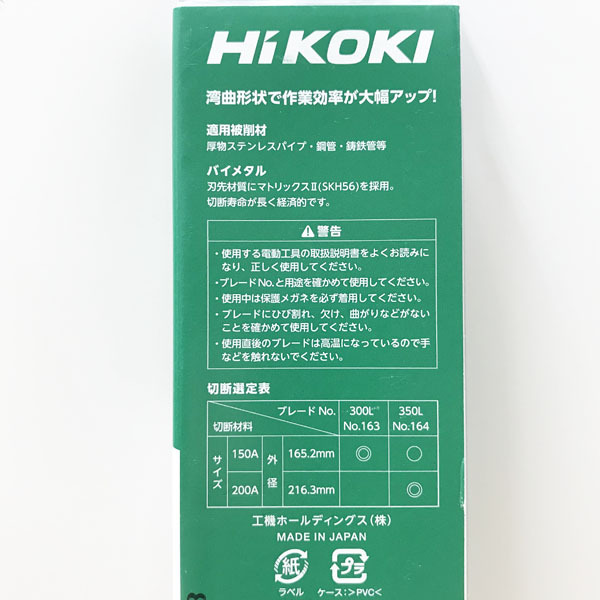 HiKOKI
湾曲形状で作業効率が大幅アップ!
適用被削材
厚物ステンレスパイプ・鋼管・鋳鉄管等
バイメタル
刃先材質にマトリックスⅡ(SKH56)を採用。
切断寿命が長く経済的です。
警告
・使用する電動工具の取扱説明書をよくお読みに
なり、正しく使用してください。
・ブレードNo.と用途を確かめて使用してください。
・使用中は保護メガネを必ず着用してください。
・ブレードにひび割れ、欠け、曲がりなどがない
ことを確かめて使用してください。
・使用直後のブレードは高温になっているので手
などを触れないでください。
切断選定表
ブレードNo. 300L No.163 350L No.164
切断材料
サイズ 150A 外径 165.2mm ◎ ○
200A 216.3mm ◎
工機ホールディングス(株)
MADE IN JAPAN
紙 プラ
ラベル ケース:>PVC<